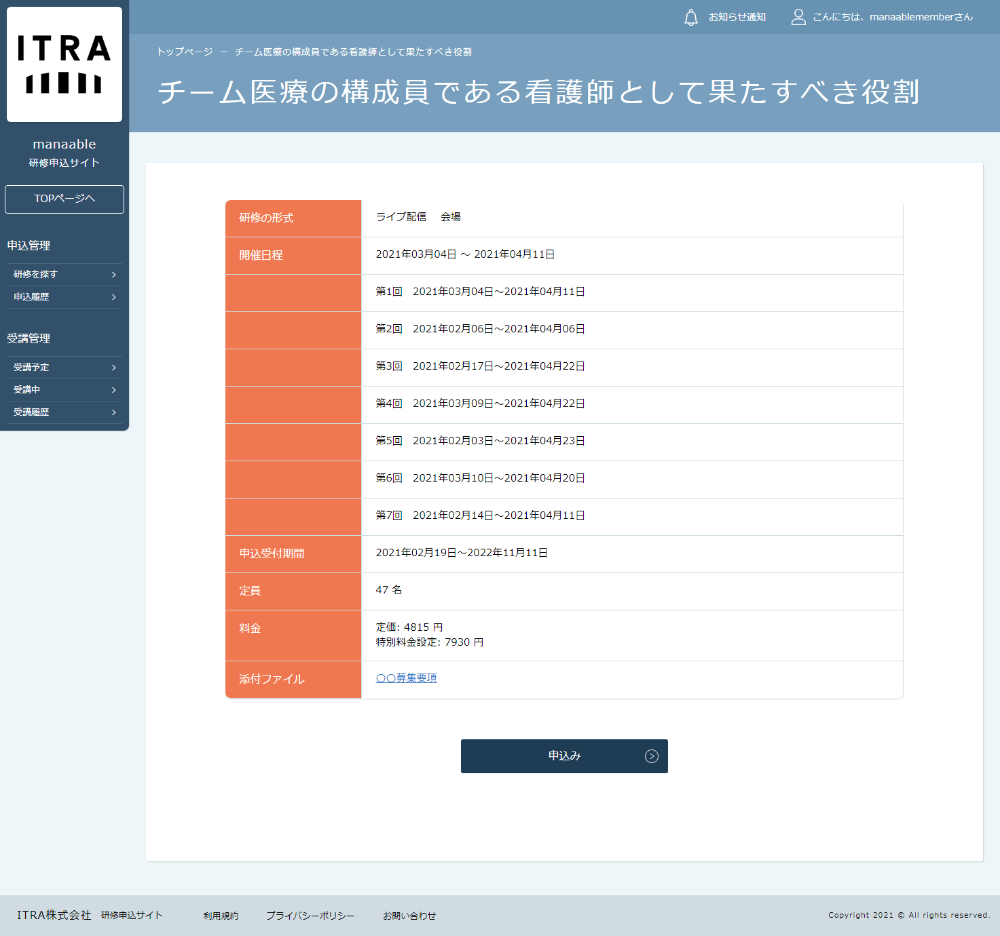 ITRA
manaable
研修申込サイト
TOPページへ
申込管理
研修を探す
申込履歴
受講管理
受講予定
受講中
受講履歴
お知らせ通知
こんにちは、manaablememberさん
トップページ － チーム医療の構成員である看護師として果たすべき役割
チーム医療の構成員である看護師として果たすべき役割
研修の形式 ライブ配信 会場
開催日程 2021年03月04日 ～ 2021年04月11日
第1回 2021年03月04日～2021年04月11日
第2回 2021年02月06日～2021年04月06日
第3回 2021年02月17日～2021年04月22日
第4回 2021年03月09日～2021年04月22日
第5回 2021年02月03日～2021年04月23日
第6回 2021年03月10日～2021年04月20日
第7回 2021年02月14日～2021年04月11日
申込受付期間 2021年02月19日～2022年11月11日
定員 47 名
料金 定価: 4815 円
特別料金設定: 7930 円
添付ファイル 〇〇募集要項
申込み
ITRA株式会社 研修申込サイト 利用規約 プライバシーポリシー お問い合わせ Copyright 2021 © All rights reserved.